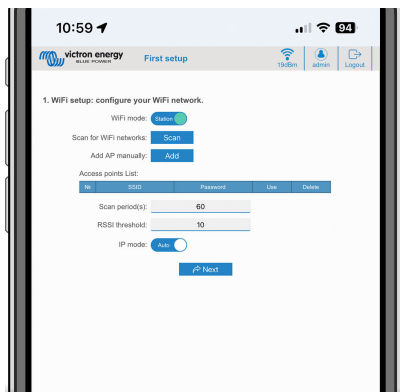 10:59
94
victron energy
BLUE POWER
First setup
19dBm
admin
Logout
1. WiFi setup: configure your WiFi network.
WiFi mode: Station
Scan for WiFi networks: Scan
Add AP manually: Add
Access points List:
№ SSID Password Use Delete
Scan period(s): 60
RSSI threshold: 10
IP mode: Auto
Next